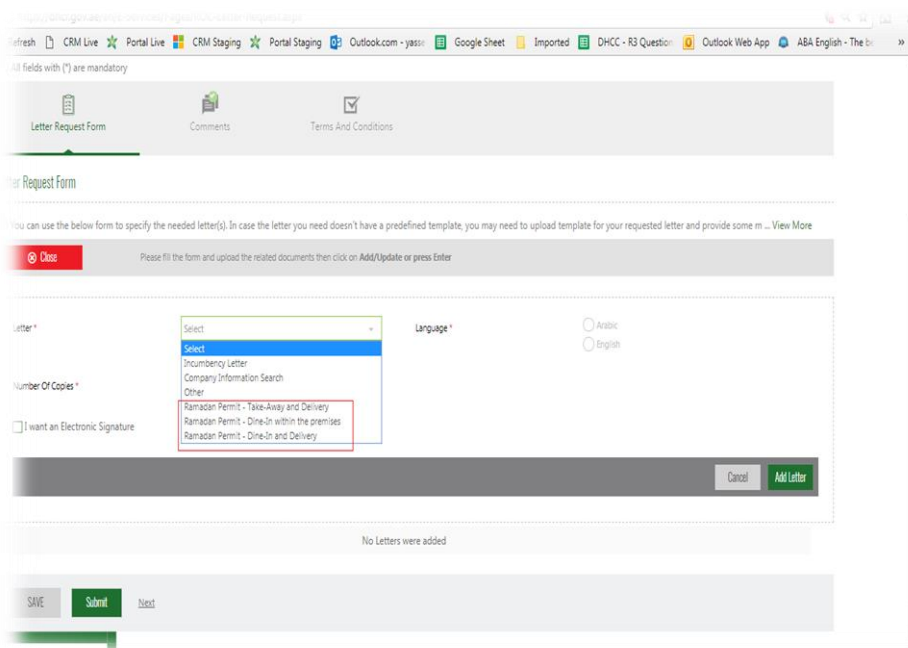 efresh CRM Live Portal Live CRM Staging Portal Staging Outlook.com - yasse Google Sheet Imported DHCC - R3 Question Outlook Web App ABA English - The be »
All fields with (*) are mandatory
Letter Request Form Comments Terms And Conditions
ter Request Form
You can use the below form to specify the needed letter(s). In case the letter you need doesn't have a predefined template, you may need to upload template for your requested letter and provide some m ... View More
Close Please fill the form and upload the related documents then click on Add/Update or press Enter
Letter * Select Language * Arabic
English
Select
Incumbency Letter
Company Information Search
Number Of Copies *
Other
Ramadan Permit - Take-Away and Delivery
Ramadan Permit - Dine-In within the premises
I want an Electronic Signature
Ramadan Permit - Dine-In and Delivery
Cancel Add Letter
No Letters were added
SAVE Submit Next